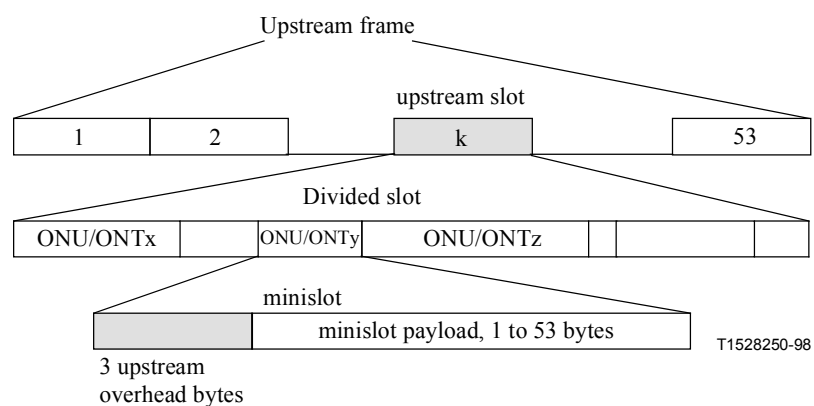 Upstream frame
upstream slot
1
2
k
53
Divided slot
ONU/ONTx
ONU/ONTy
ONU/ONTz
minislot
minislot payload, 1 to 53 bytes
T1528250-98
3 upstream
overhead bytes